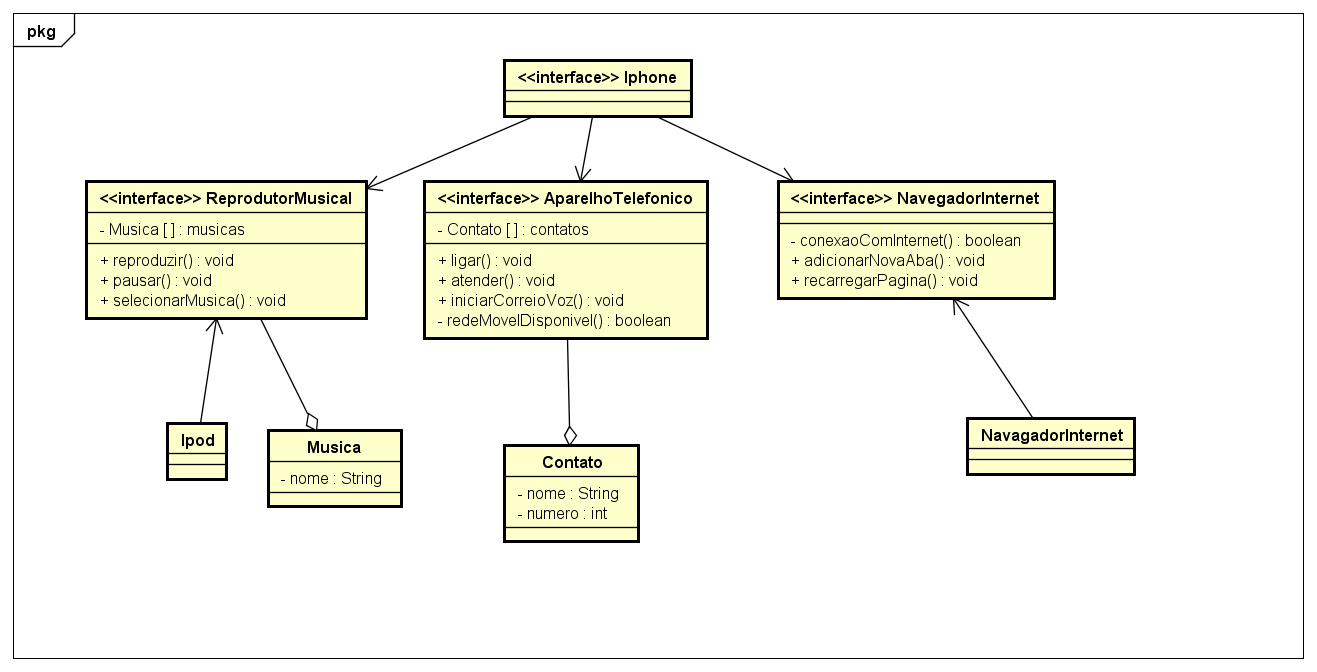 pkg
<<interface>> Iphone
<<interface>> ReprodutorMusical
- Musica [ ] : musicas
+ reproduzir() : void
+ pausar() : void
+ selecionarMusica() : void
<<interface>> AparelhoTelefonico
- Contato [ ] : contatos
+ ligar() : void
+ atender() : void
+ iniciarCorreioVoz() : void
- redeMovelDisponivel() : boolean
<<interface>> NavegadorInternet
- conexaoComInternet() : boolean
+ adicionarNovaAba() : void
+ recarregarPagina() : void
Ipod
Musica
- nome : String
Contato
- nome : String
- numero : int
NavagadorInternet